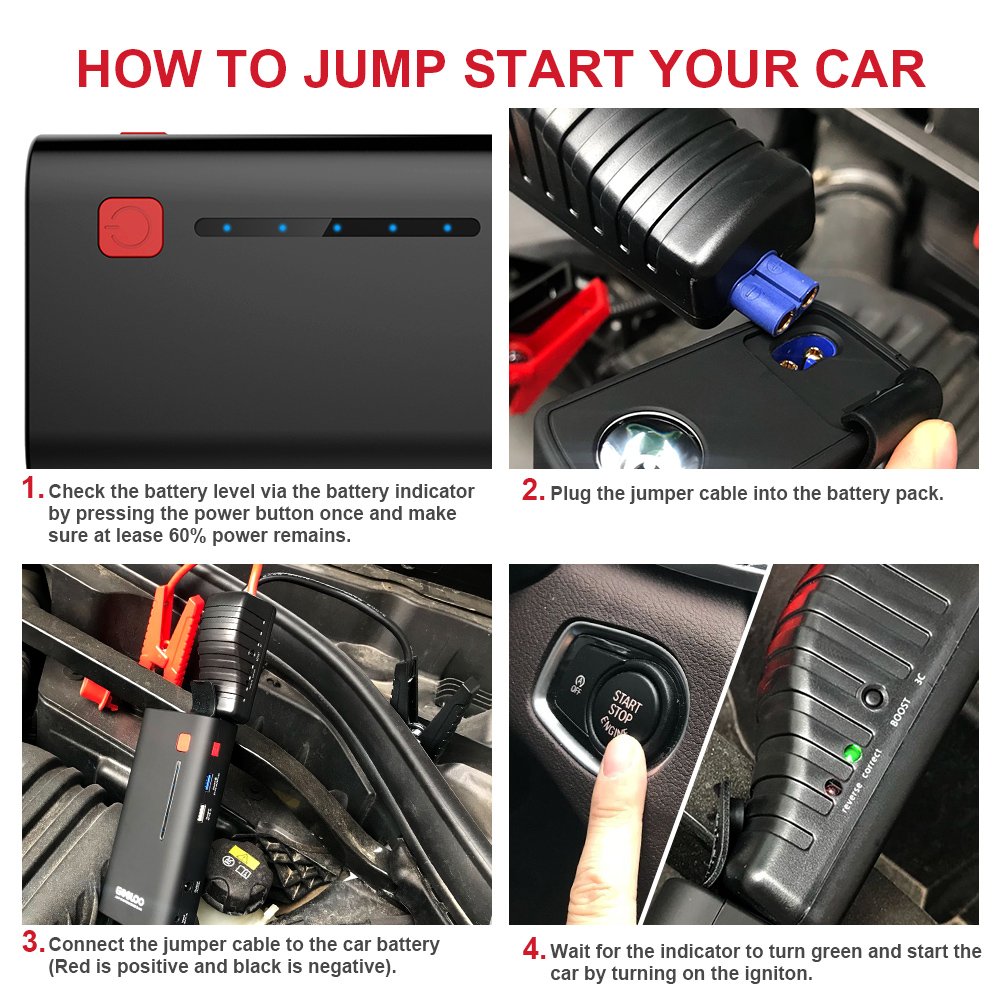 HOW TO JUMP START YOUR CAR
1. Check the battery level via the battery indicator
by pressing the power button once and make
sure at lease 60% power remains.
2. Plug the jumper cable into the battery pack.
3. Connect the jumper cable to the car battery
(Red is positive and black is negative).
OFF
START
STOP
ENGINE
BOOST 3C
reverse correct
4. Wait for the indicator to turn green and start the
car by turning on the igniton.